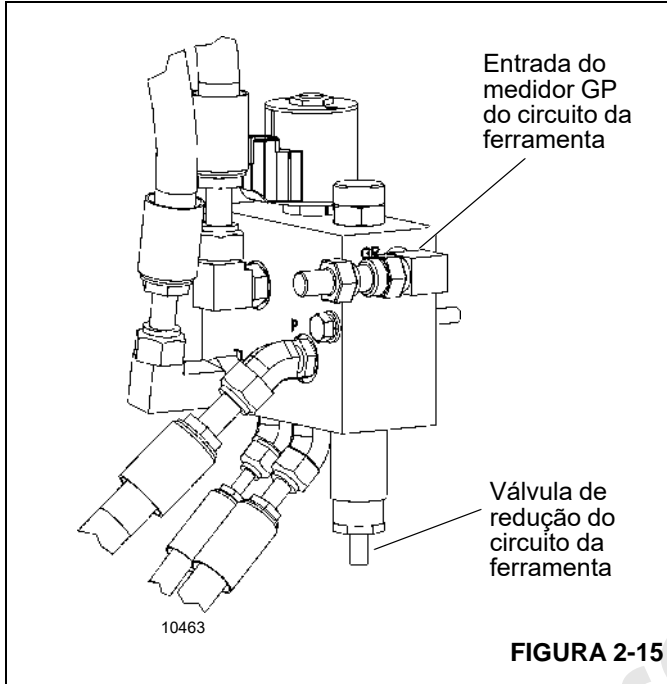 Entrada do
medidor GP
do circuito da
ferramenta
P
Válvula de
redução do
circuito da
ferramenta
10463
FIGURA 2-15